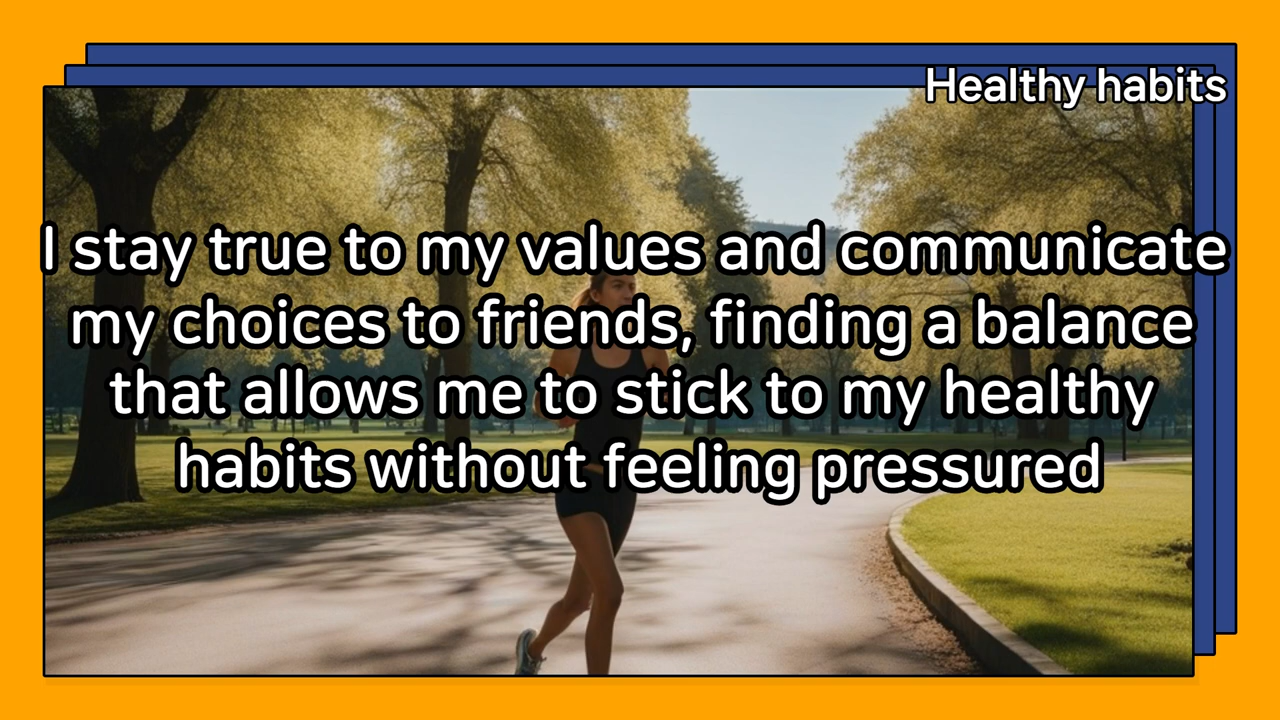 Healthy habits
I stay true to my values and communicate
my choices to friends, finding a balance
that allows me to stick to my healthy
habits without feeling pressured